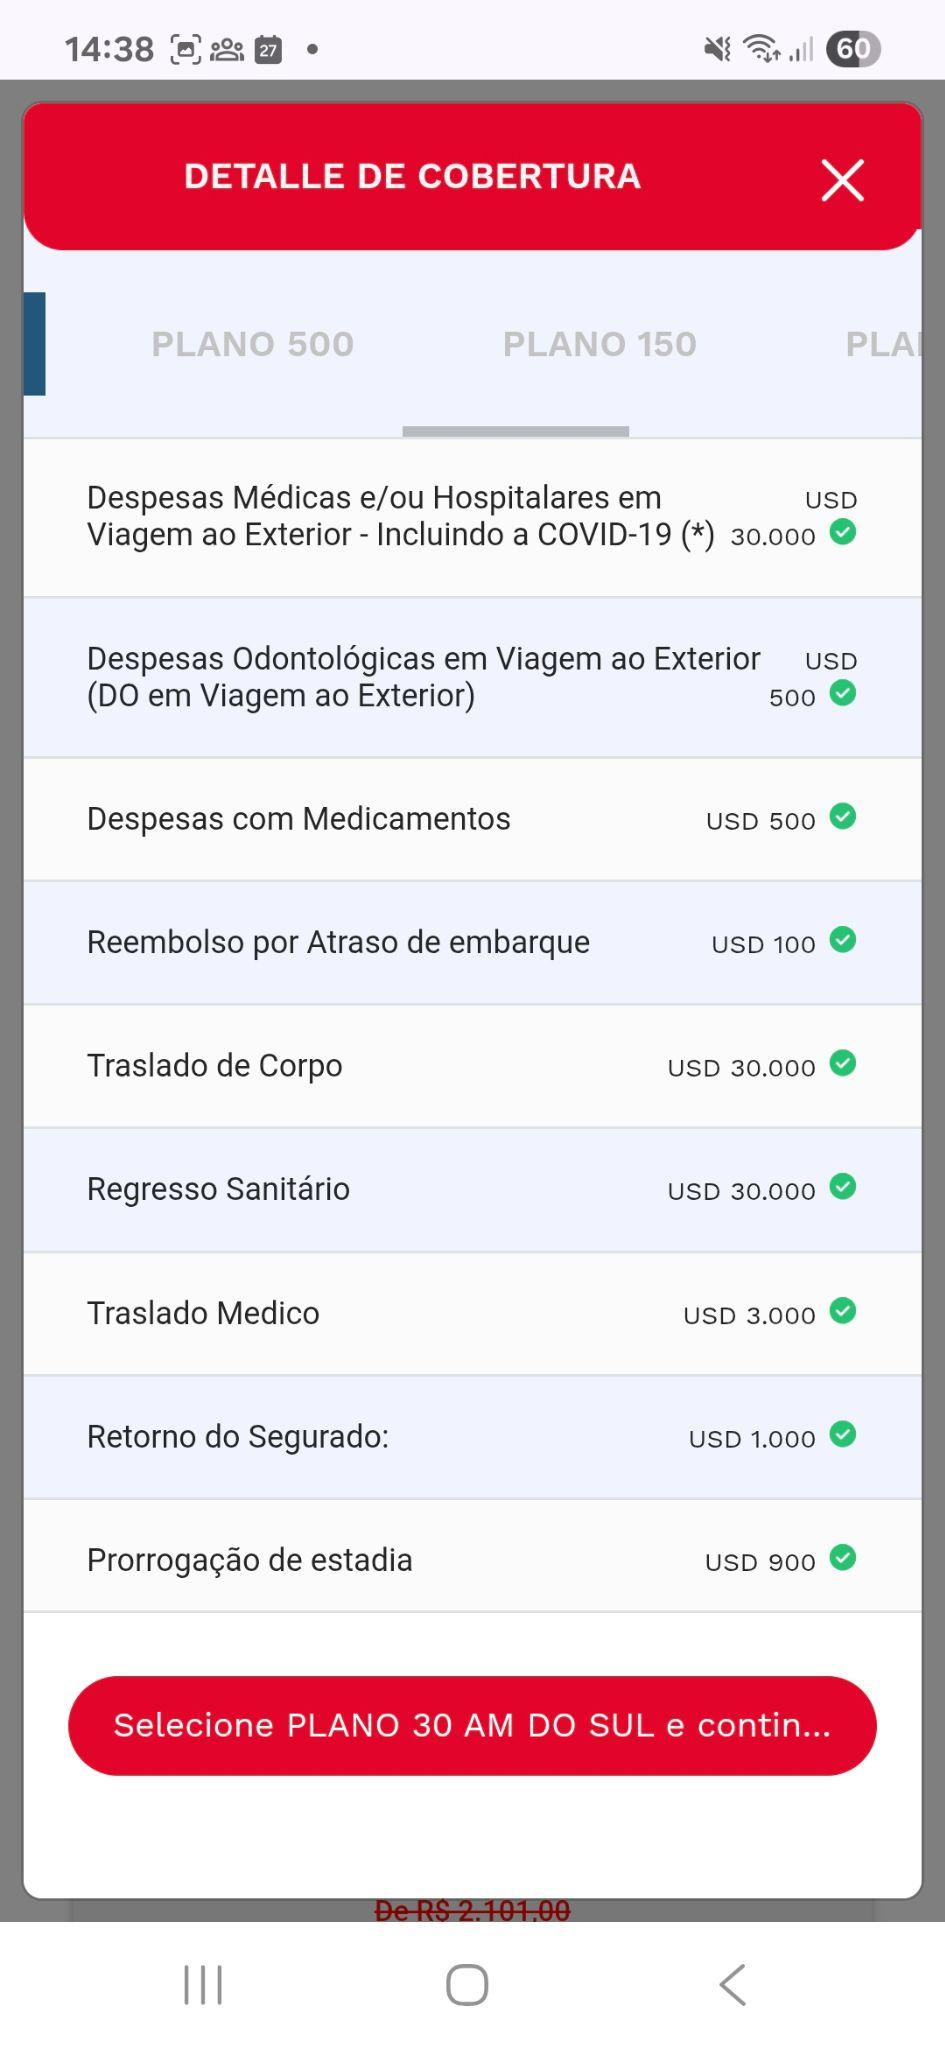 14:38
27
60
DETALLE DE COBERTURA
PLANO 500
PLANO 150
Despesas Médicas e/ou Hospitalares em
Viagem ao Exterior - Incluindo a COVID-19 (*)
USD
30.000
Despesas Odontológicas em Viagem ao Exterior
(DO em Viagem ao Exterior)
USD
500
Despesas com Medicamentos
USD 500
Reembolso por Atraso de embarque
USD 100
Traslado de Corpo
USD 30.000
Regresso Sanitário
USD 30.000
Traslado Medico
USD 3.000
Retorno do Segurado:
USD 1.000
Prorrogação de estadia
USD 900
Selecione PLANO 30 AM DO SUL e contin...
De R$ 2.101,00